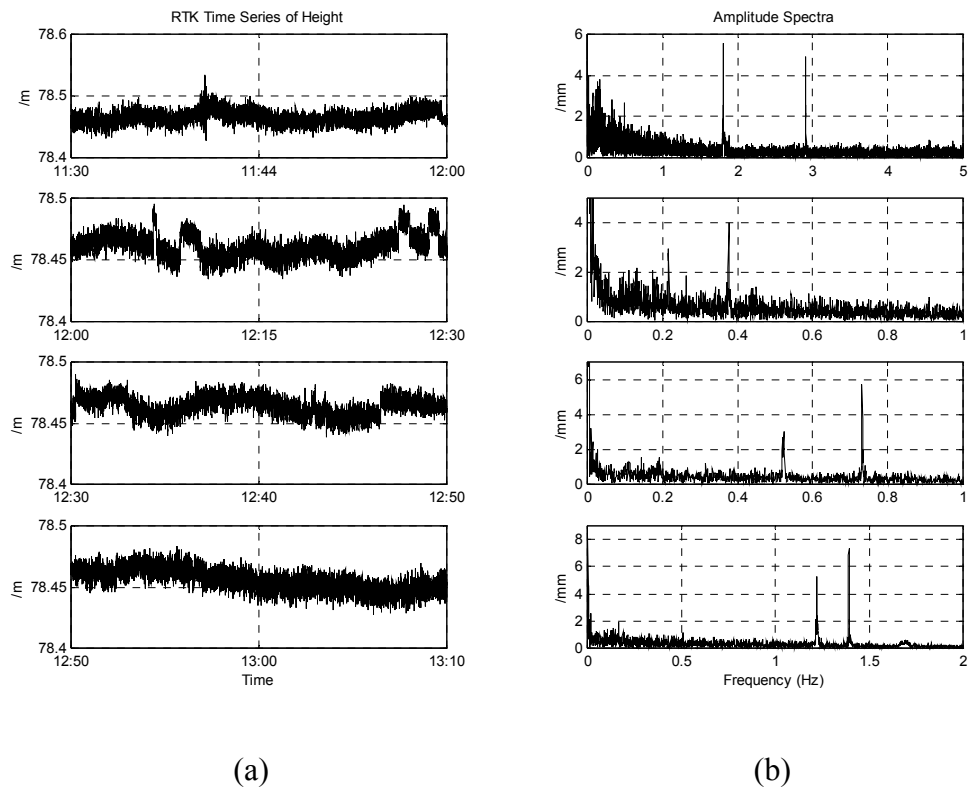 RTK Time Series of Height
78.6
78.5
78.4
/m
11:30 11:44 12:00
78.5
78.45
78.4
/m
12:00 12:15 12:30
78.5
78.45
78.4
/m
12:30 12:40 12:50
78.5
78.45
78.4
/m
12:50 13:00 13:10
Time
(a)
Amplitude Spectra
6
4
2
0
/mm
0 1 2 3 4 5
4
2
0
/mm
0 0.2 0.4 0.6 0.8 1
6
4
2
0
/mm
0 0.2 0.4 0.6 0.8 1
8
6
4
2
0
/mm
0 0.5 1 1.5 2
Frequency (Hz)
(b)